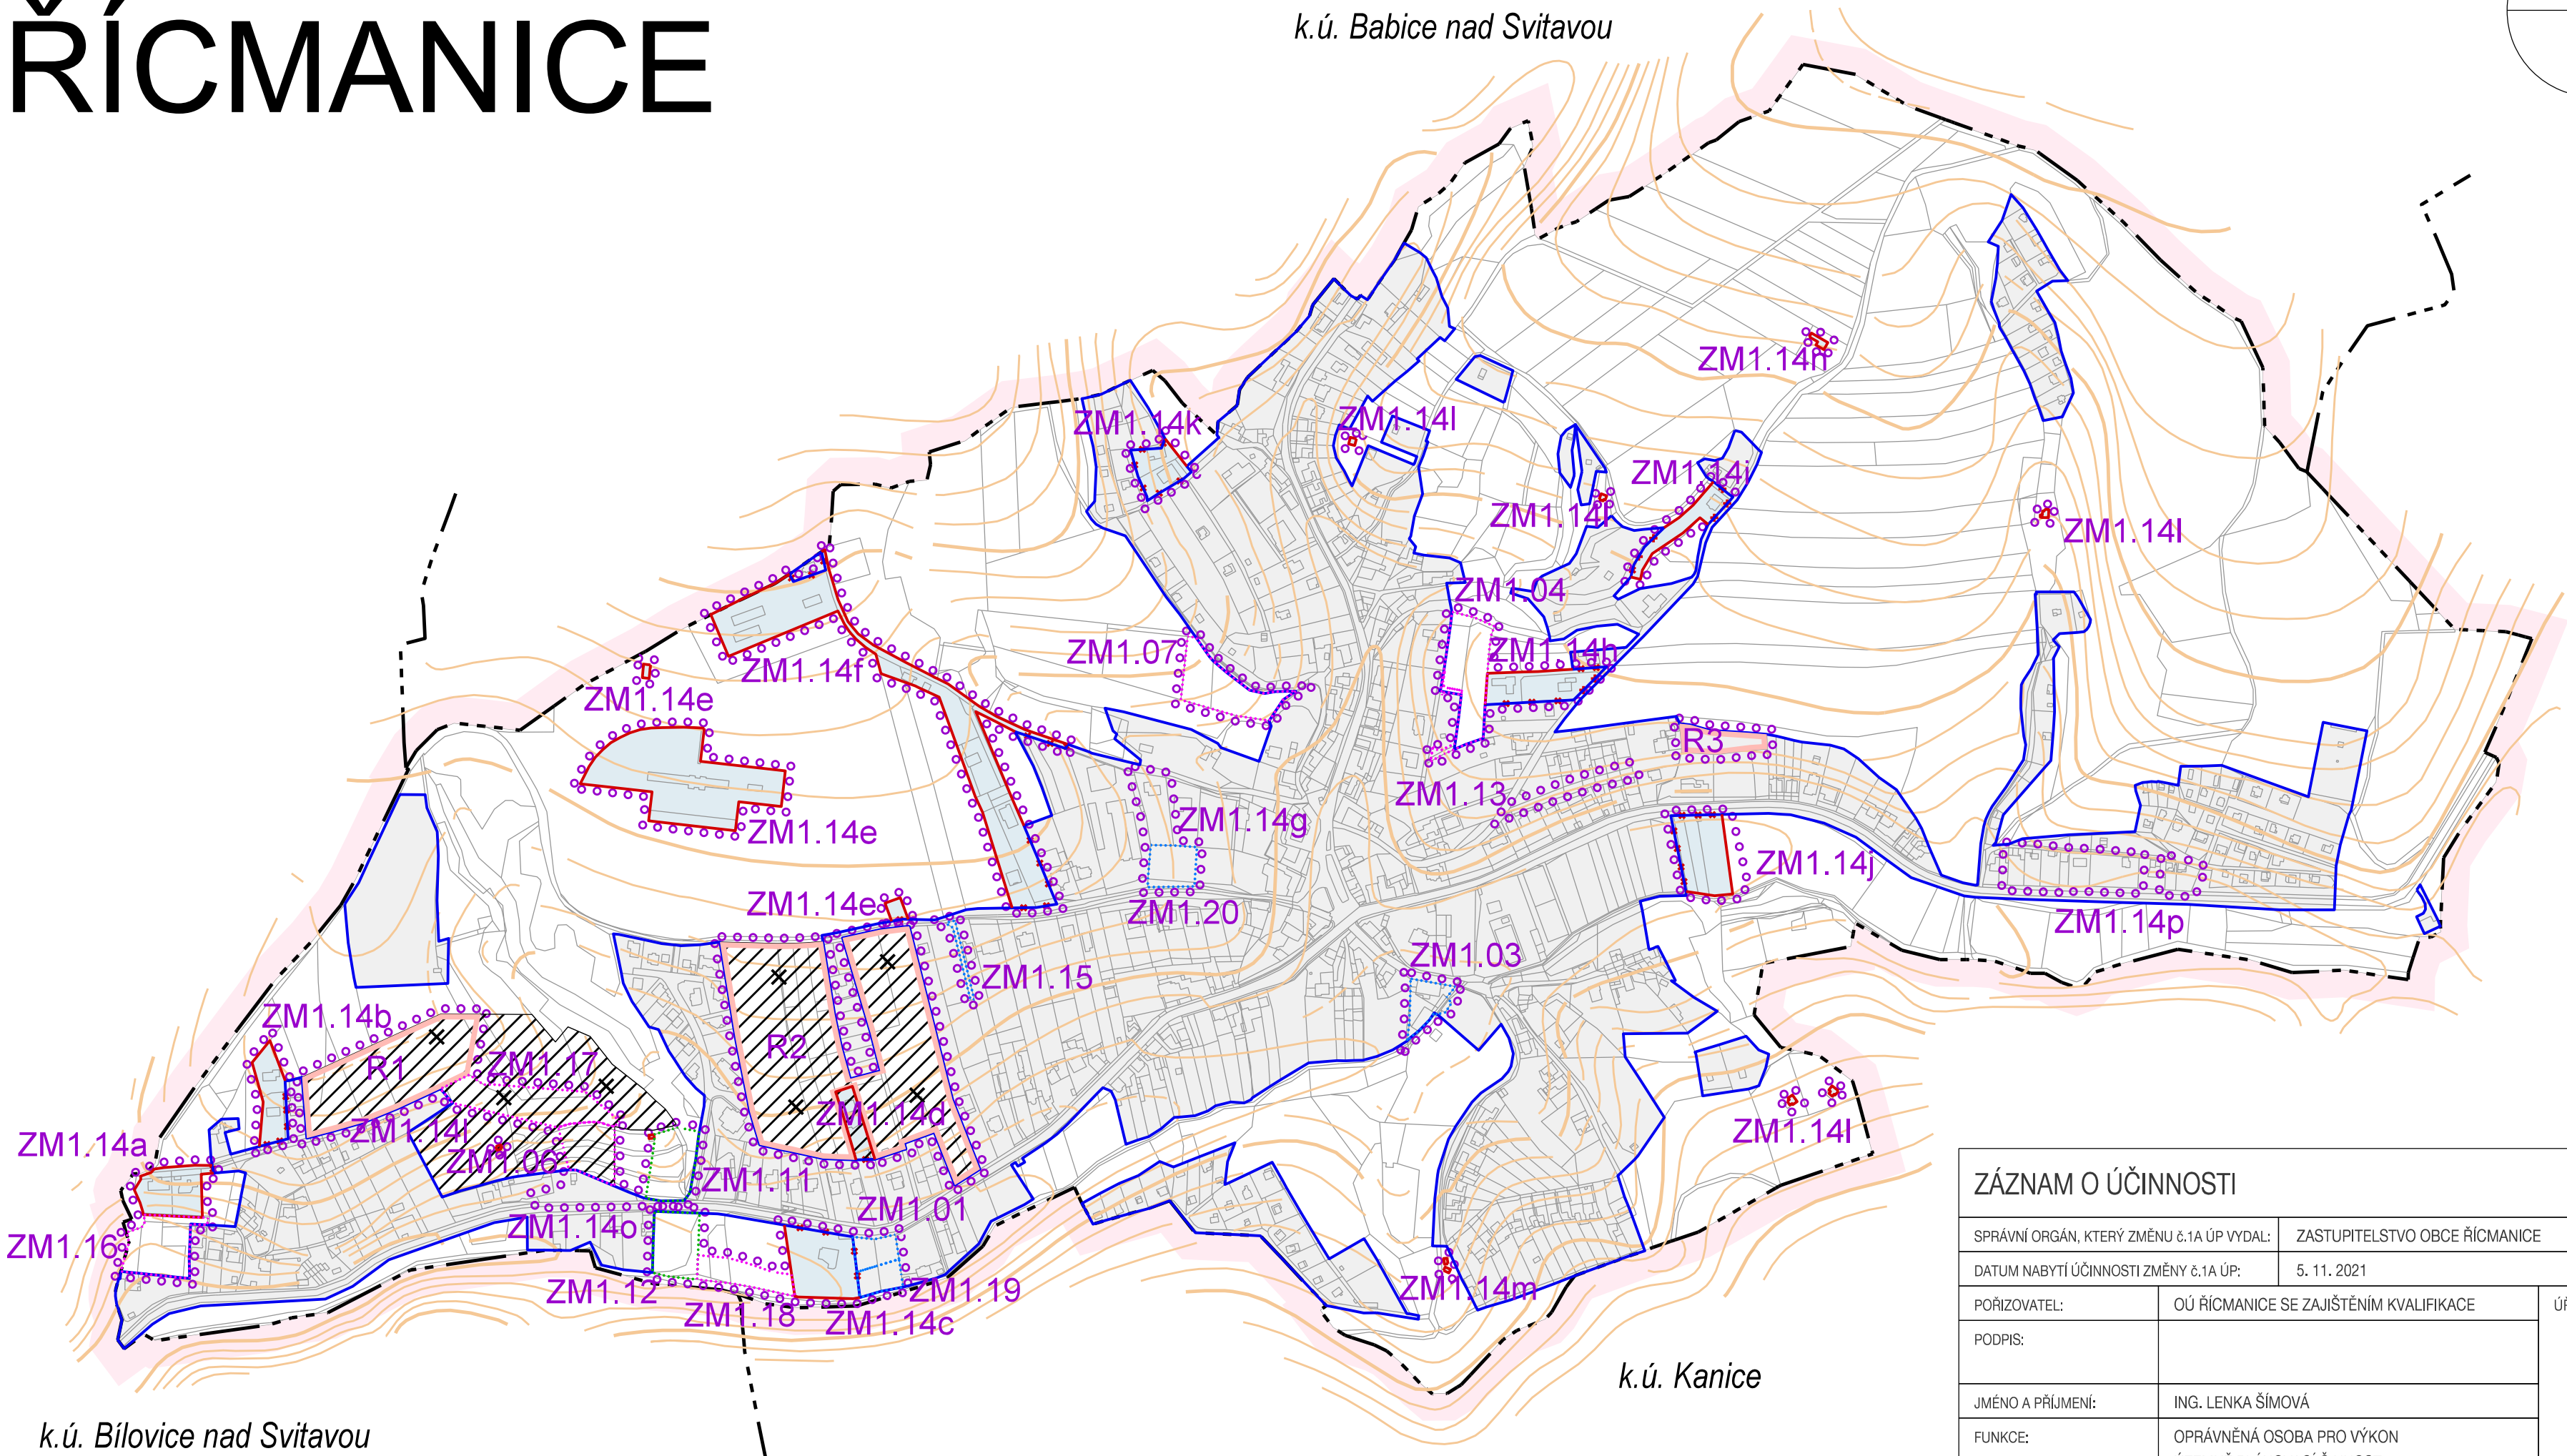 ŘÍCMANICE
k.ú. Babice nad Svitavou
ZM1.14n
ZM1.14k
ZM1.14l
ZM1.14i
ZM1.14l
ZM1.14l
ZM1.04
ZM1.07
ZM1.14h
ZM1.14f
ZM1.14e
R3
ZM1.13
ZM1.14g
ZM1.14e
ZM1.14j
ZM1.14e
ZM1.20
ZM1.14p
ZM1.03
ZM1.15
ZM1.14b
R1
ZM1.17
R2
ZM1.14d
ZM1.14l
ZM1.14a
ZM1.14l
ZM1.06
ZM1.11
ZM1.01
ZM1.14o
ZM1.16
ZM1.12
ZM1.18
ZM1.14c
ZM1.19
ZM1.14m
k.ú. Kanice
k.ú. Bílovice nad Svitavou
ZÁZNAM O ÚČINNOSTI
SPRÁVNÍ ORGÁN, KTERÝ ZMĚNU č.1A ÚP VYDAL: ZASTUPITELSTVO OBCE ŘÍCMANICE
DATUM NABYTÍ ÚČINNOSTI ZMĚNY č.1A ÚP: 5. 11. 2021
POŘIZOVATEL: OÚ ŘÍCMANICE SE ZAJIŠTĚNÍM KVALIFIKACE
PODPIS:
JMÉNO A PŘÍJMENÍ: ING. LENKA ŠÍMOVÁ
FUNKCE: OPRÁVNĚNÁ OSOBA PRO VÝKON